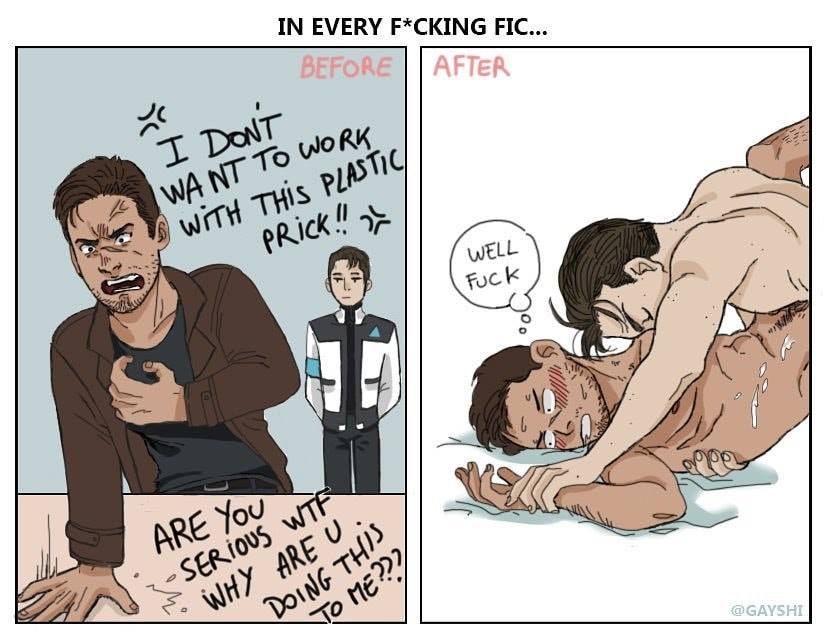 IN EVERY F*CKING FIC...
BEFORE
I DON'T
WANT TO WORK
WITH THIS PLASTIC
PRICK!!
ARE YOU
SERIOUS WTF
WHY ARE U
DOING THIS
TO ME???
AFTER
WELL
FUCK
@GAYSHI